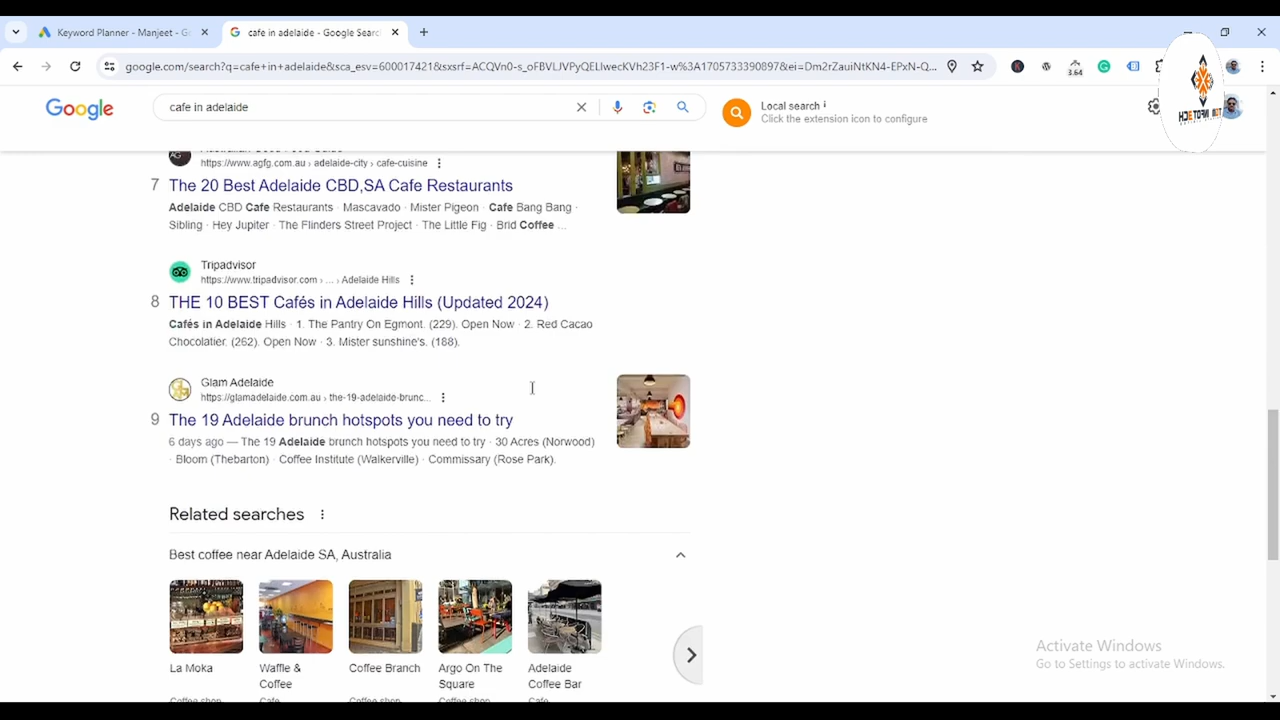 Keyword Planner - Manjeet - G
cafe in adelaide - Google Searc
google.com/search?q=cafe+in+adelaide&sca_esv=600017421&sxsrf=ACQVn0-s_oFBVLJVPyQELIwecKVh23F1-w%3A1705733390897&ei=Dm2rZauiNtKN4-EPxN-Q...
3.64
Google
cafe in adelaide
Local search
Click the extension icon to configure
https://www.agfg.com.au › adelaide-city › cafe-cuisine
7 The 20 Best Adelaide CBD,SA Cafe Restaurants
Adelaide CBD Cafe Restaurants · Mascavado · Mister Pigeon · Cafe Bang Bang ·
Sibling · Hey Jupiter · The Flinders Street Project · The Little Fig · Brid Coffee ...
Tripadvisor
https://www.tripadvisor.com › ... › Adelaide Hills
8 THE 10 BEST Cafés in Adelaide Hills (Updated 2024)
Cafés in Adelaide Hills · 1. The Pantry On Egmont. (229). Open Now · 2. Red Cacao
Chocolatier. (262). Open Now · 3. Mister sunshine's. (188).
Glam Adelaide
https://glamadelaide.com.au › the-19-adelaide-brunc...
9 The 19 Adelaide brunch hotspots you need to try
6 days ago — The 19 Adelaide brunch hotspots you need to try · 30 Acres (Norwood)
· Bloom (Thebarton) · Coffee Institute (Walkerville) · Commissary (Rose Park).
Related searches
Best coffee near Adelaide SA, Australia
La Moka
Waffle &
Coffee
Coffee Branch
Argo On The
Square
Adelaide
Coffee Bar
Activate Windows
Go to Settings to activate Windows.